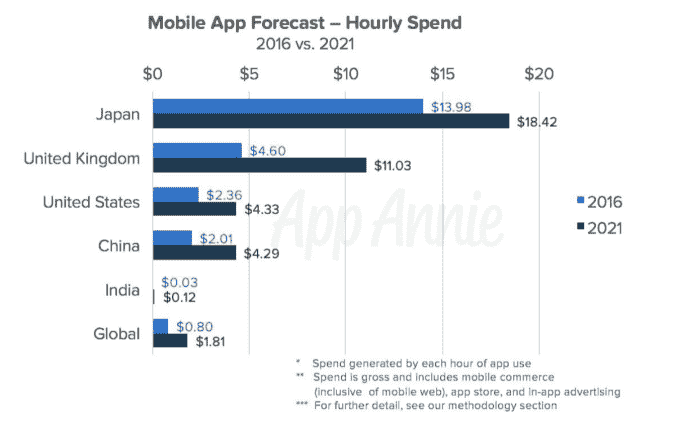 Mobile App Forecast – Hourly Spend
2016 vs. 2021
$0 $5 $10 $15 $20
Japan $13.98
$18.42
United Kingdom $4.60
$11.03
United States $2.36
$4.33
China $2.01
$4.29
India $0.03
$0.12
Global $0.80
$1.81
App Annie
2016
2021
* Spend generated by each hour of app use
** Spend is gross and includes mobile commerce
(inclusive of mobile web), app store, and in-app advertising
*** For further detail, see our methodology section